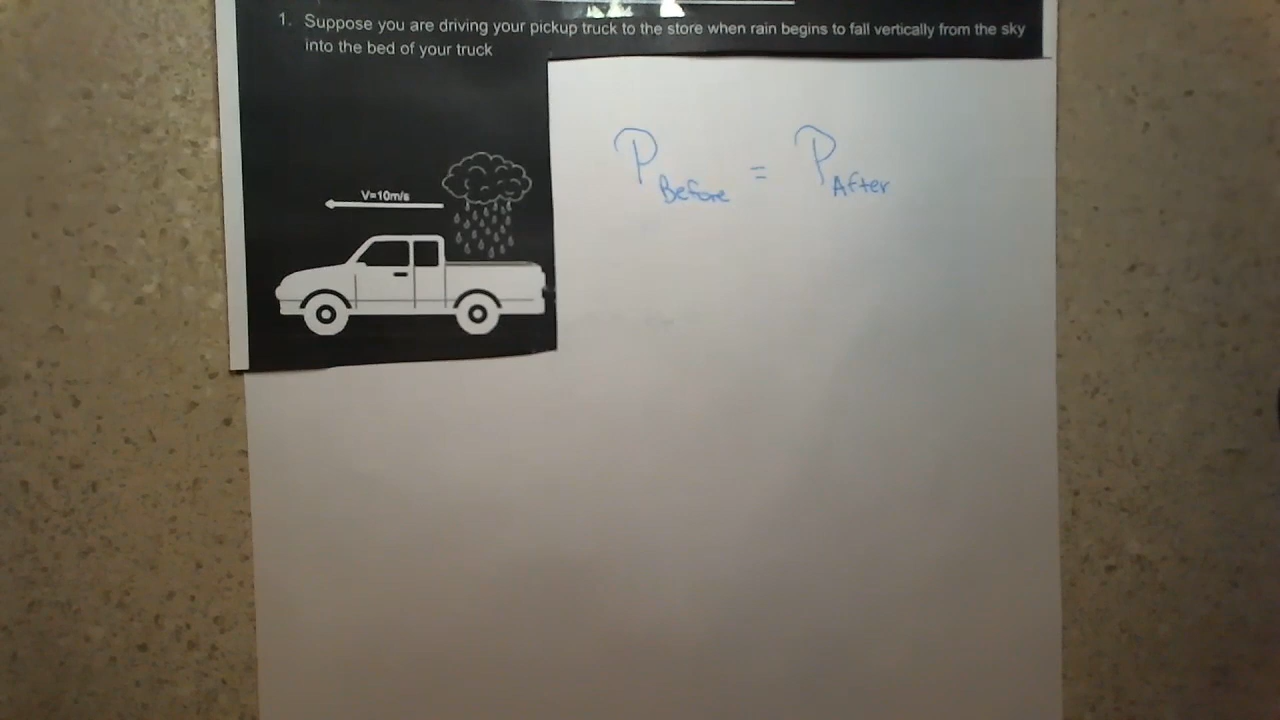 1. Suppose you are driving your pickup truck to the store when rain begins to fall vertically from the sky
into the bed of your truck
V=10m/s
P Before = P After